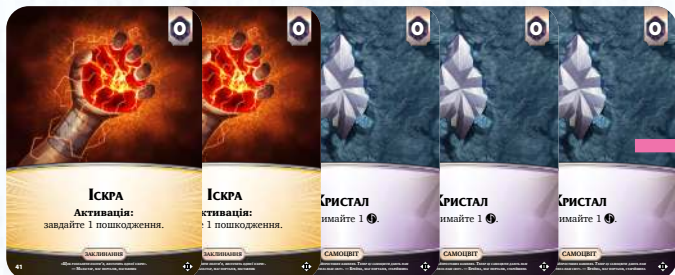 0
0
0
0
0
Іскра
Активація:
завдайте 1 пошкодження.
ЗАКЛИНАННЯ
41
Іскра
ктивація:
1 пошкодження.
ЗАКЛИНАННЯ
Кристал
имайте 1
САМОЦВІТ
Кристал
имайте 1
САМОЦВІТ
Кристал
имайте 1
САМОЦВІТ